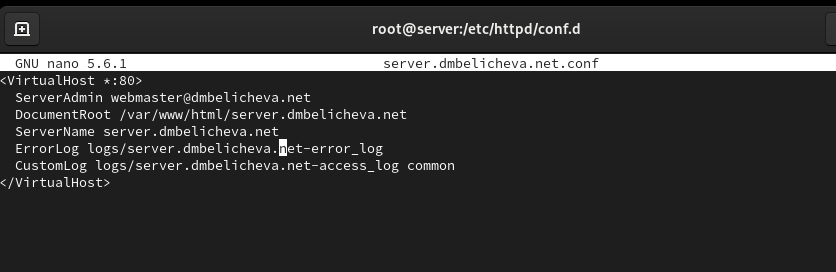 root@server:/etc/httpd/conf.d
GNU nano 5.6.1 server.dmbelicheva.net.conf
<VirtualHost *:80>
ServerAdmin webmaster@dmbelicheva.net
DocumentRoot /var/www/html/server.dmbelicheva.net
ServerName server.dmbelicheva.net
ErrorLog logs/server.dmbelicheva.net-error_log
CustomLog logs/server.dmbelicheva.net-access_log common
</VirtualHost>